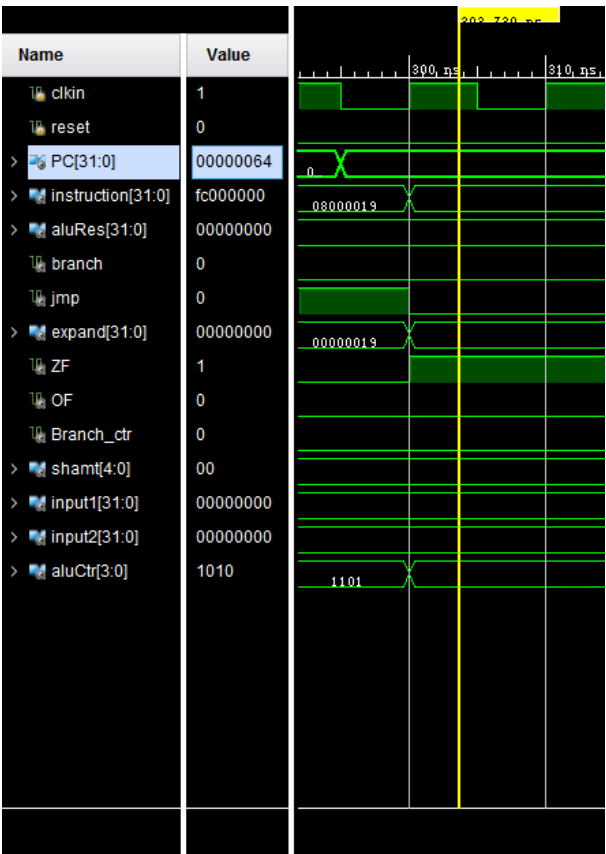 Name Value
303.730 ns
300 ns 310 ns
clkin 1
reset 0
> PC[31:0] 00000064 0...
> instruction[31:0] fc000000 08000019
> aluRes[31:0] 00000000
branch 0
jmp 0
> expand[31:0] 00000000 00000019
ZF 1
OF 0
Branch_ctr 0
> shamt[4:0] 00
> input1[31:0] 00000000
> input2[31:0] 00000000
> aluCtr[3:0] 1010 1101